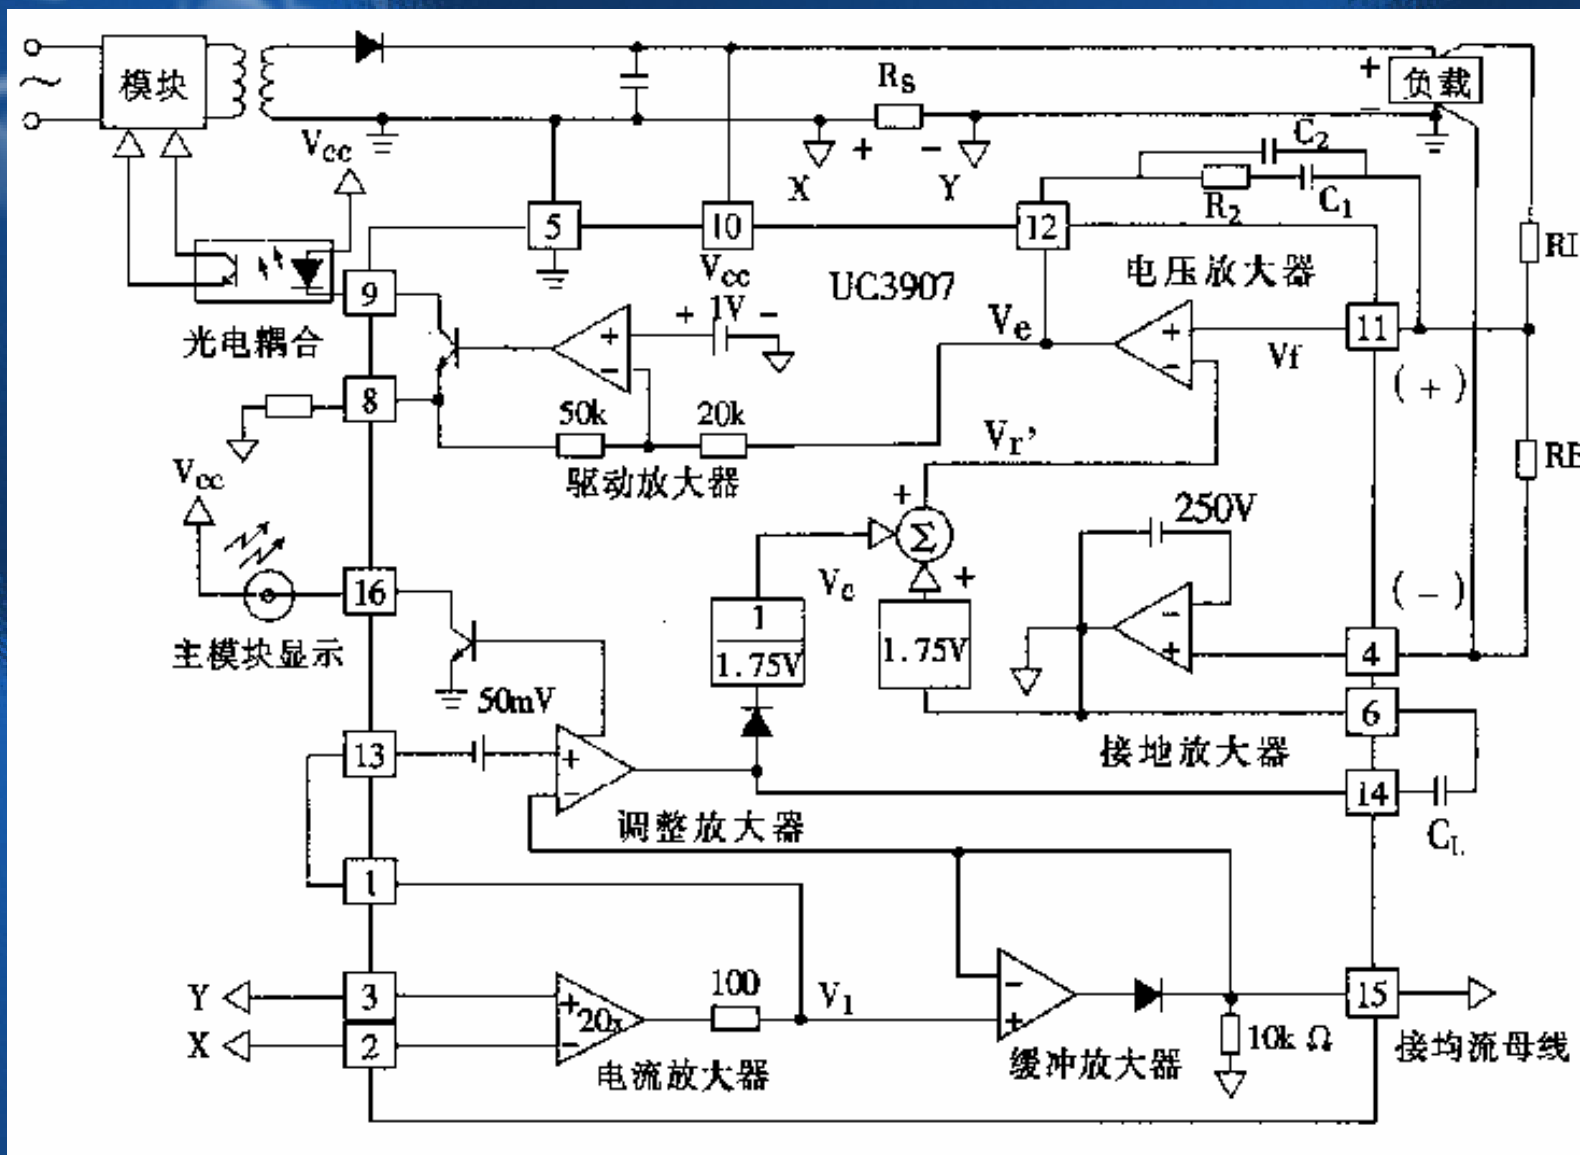 模块
负载
RS
+
+
−
VCC
X
+
−
Y
C2
R2
C1
5
10
12
VCC
UC3907
电压放大器
9
光电耦合
+
1V
−
+
−
Ve
+
−
Vf
11
(+)
8
50k
20k
驱动放大器
Vr'
VCC
+
Σ
250V
+
Vc
16
主模块显示
1
1.75V
1.75V
−
+
(−)
4
6
50mV
13
+
−
调整放大器
接地放大器
14
CL
1
Y
3
X
2
+
20x
−
100
V1
电流放大器
−
+
缓冲放大器
10k Ω
15
接均流母线